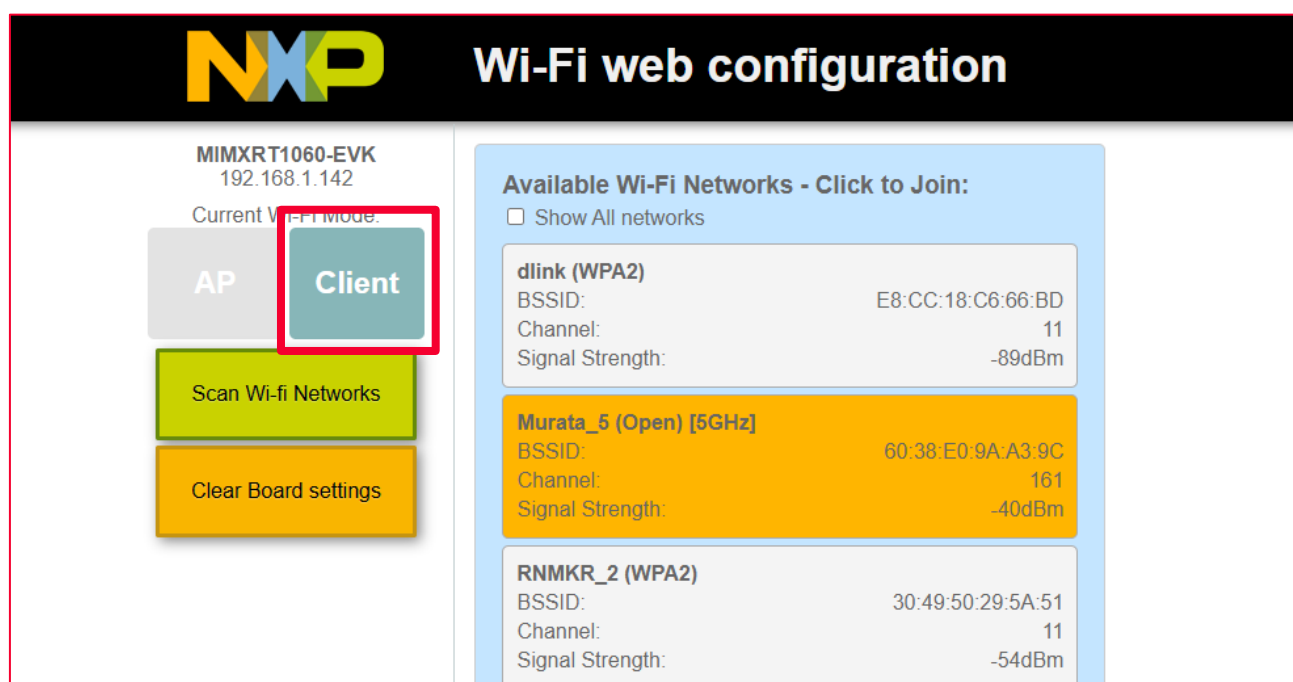 NXP
Wi-Fi web configuration
MIMXRT1060-EVK
192.168.1.142
Current Wi-Fi Mode:
AP
Client
Scan Wi-fi Networks
Clear Board settings
Available Wi-Fi Networks - Click to Join:
Show All networks
dlink (WPA2)
BSSID: E8:CC:18:C6:66:BD
Channel: 11
Signal Strength: -89dBm
Murata_5 (Open) [5GHz]
BSSID: 60:38:E0:9A:A3:9C
Channel: 161
Signal Strength: -40dBm
RNMKR_2 (WPA2)
BSSID: 30:49:50:29:5A:51
Channel: 11
Signal Strength: -54dBm